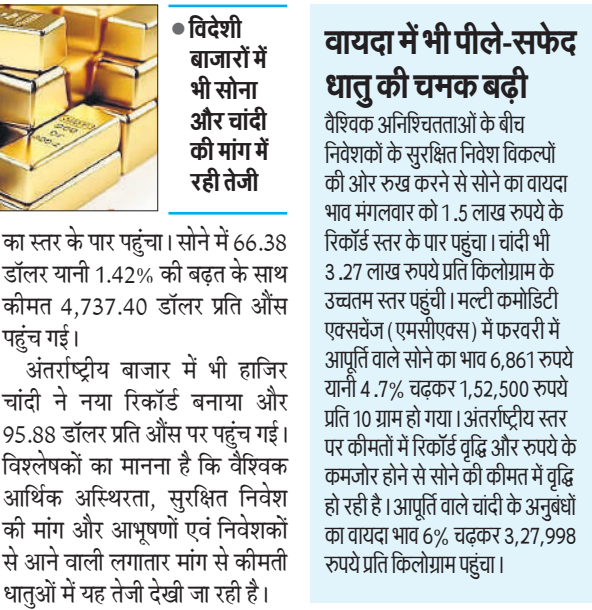 • विदेशी
बाजारों में
भी सोना
और चांदी
की मांग में
रही तेजी
का स्तर के पार पहुंचा। सोने में 66.38
डॉलर यानी 1.42% की बढ़त के साथ
कीमत 4,737.40 डॉलर प्रति औंस
पहुंच गई।
अंतर्राष्ट्रीय बाजार में भी हाजिर
चांदी ने नया रिकॉर्ड बनाया और
95.88 डॉलर प्रति औंस पर पहुंच गई।
विश्लेषकों का मानना है कि वैश्विक
आर्थिक अस्थिरता, सुरक्षित निवेश
की मांग और आभूषणों एवं निवेशकों
से आने वाली लगातार मांग से कीमती
धातुओं में यह तेजी देखी जा रही है।
वायदा में भी पीले-सफेद
धातु की चमक बढ़ी
वैश्विक अनिश्चितताओं के बीच
निवेशकों के सुरक्षित निवेश विकल्पों
की ओर रुख करने से सोने का वायदा
भाव मंगलवार को 1.5 लाख रुपये के
रिकॉर्ड स्तर के पार पहुंचा। चांदी भी
3.27 लाख रुपये प्रति किलोग्राम के
उच्चतम स्तर पहुंची। मल्टी कमोडिटी
एक्सचेंज (एमसीएक्स) में फरवरी में
आपूर्ति वाले सोने का भाव 6,861 रुपये
यानी 4.7% चढ़कर 1,52,500 रुपये
प्रति 10 ग्राम हो गया। अंतर्राष्ट्रीय स्तर
पर कीमतों में रिकॉर्ड वृद्धि और रुपये के
कमजोर होने से सोने की कीमत में वृद्धि
हो रही है। आपूर्ति वाले चांदी के अनुबंधों
का वायदा भाव 6% चढ़कर 3,27,998
रुपये प्रति किलोग्राम पहुंचा।